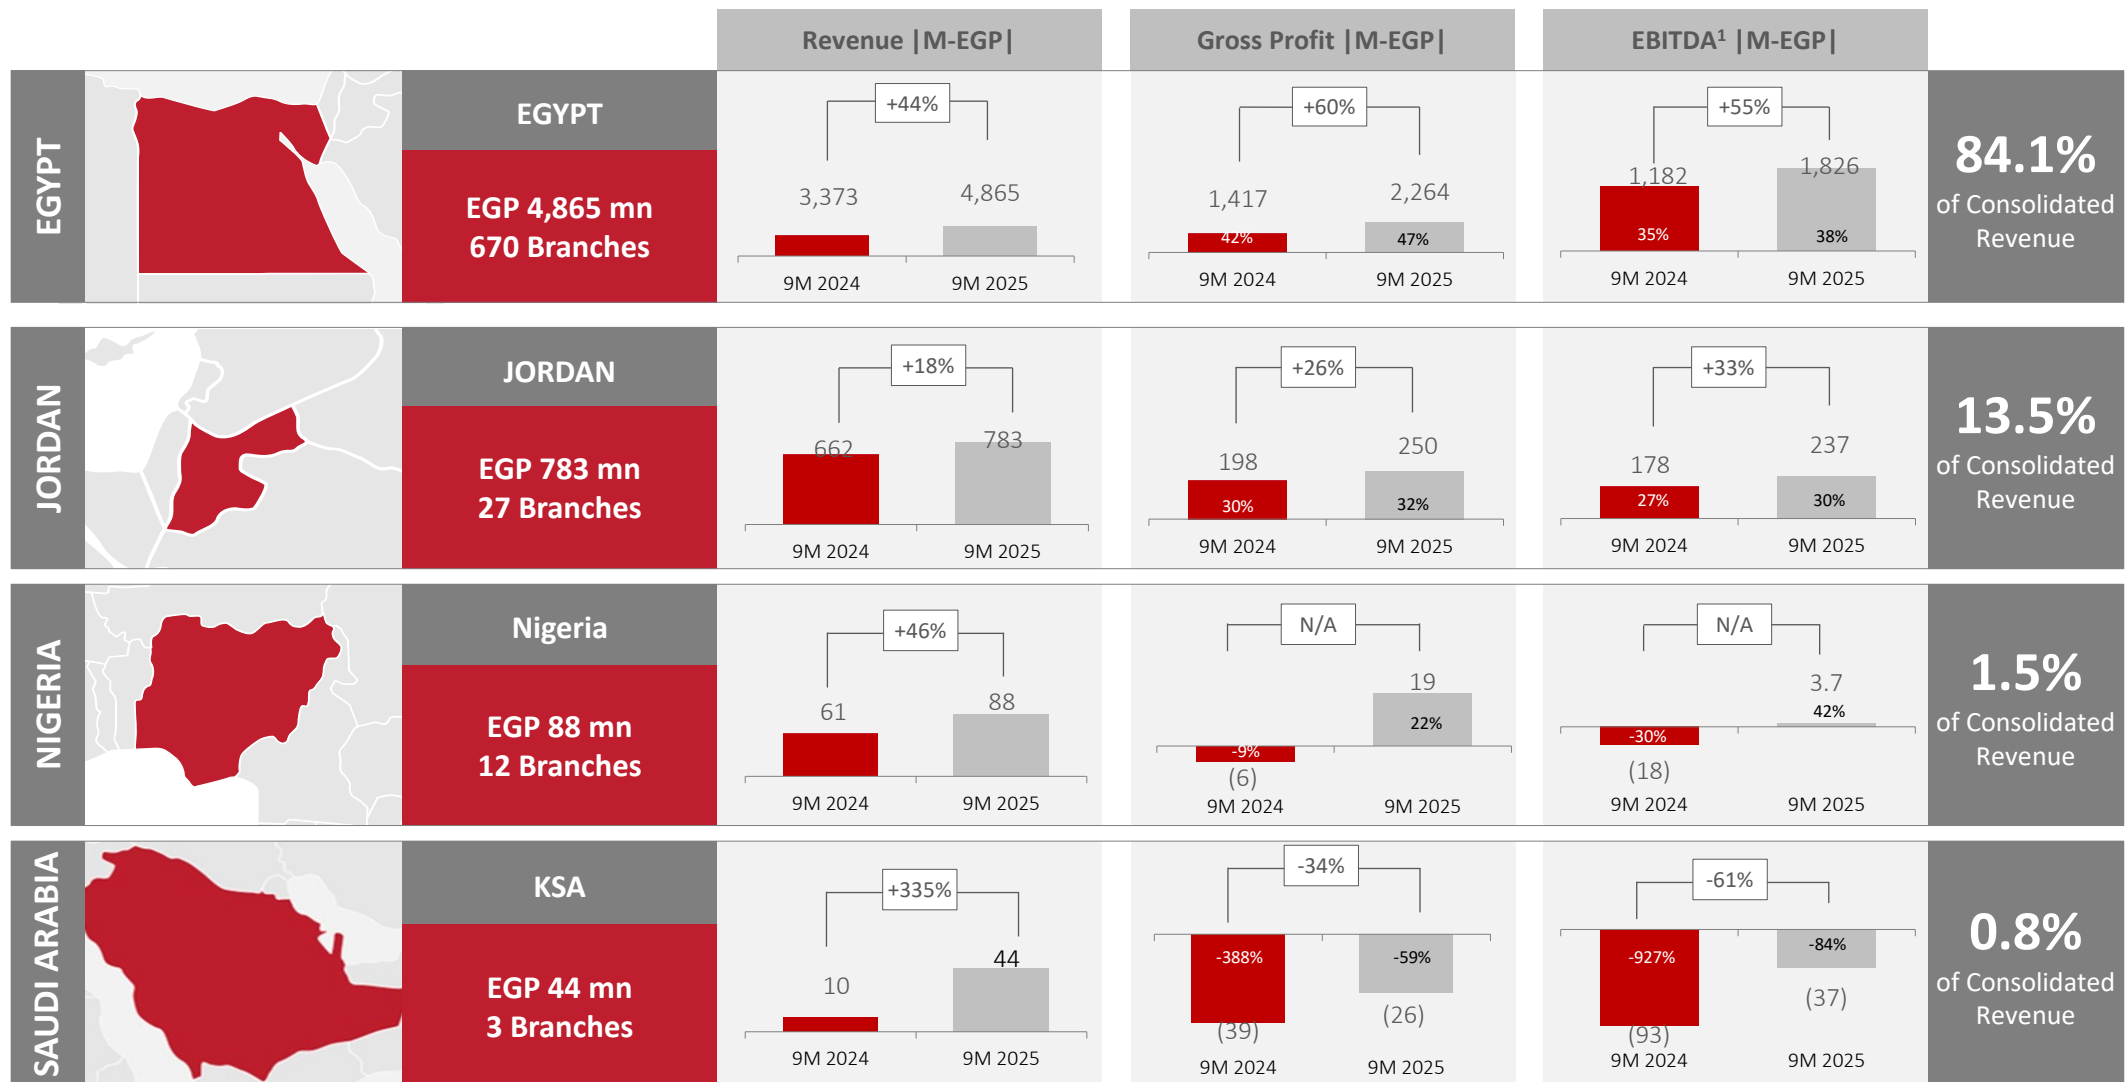 Revenue |M-EGP|
Gross Profit |M-EGP|
EBITDA¹ |M-EGP|
EGYPT
EGYPT
EGP 4,865 mn
670 Branches
+44%
3,373
4,865
9M 2024
9M 2025
+60%
1,417
2,264
42%
47%
9M 2024
9M 2025
+55%
1,182
1,826
35%
38%
9M 2024
9M 2025
84.1%
of Consolidated
Revenue
JORDAN
JORDAN
EGP 783 mn
27 Branches
+18%
662
783
9M 2024
9M 2025
+26%
198
250
30%
32%
9M 2024
9M 2025
+33%
178
237
27%
30%
9M 2024
9M 2025
13.5%
of Consolidated
Revenue
NIGERIA
Nigeria
EGP 88 mn
12 Branches
+46%
61
88
9M 2024
9M 2025
N/A
19
22%
-9%
(6)
9M 2024
9M 2025
N/A
3.7
42%
-30%
(18)
9M 2024
9M 2025
1.5%
of Consolidated
Revenue
SAUDI ARABIA
KSA
EGP 44 mn
3 Branches
+335%
10
44
9M 2024
9M 2025
-34%
-388%
-59%
(39)
(26)
9M 2024
9M 2025
-61%
-927%
-84%
(93)
(37)
9M 2024
9M 2025
0.8%
of Consolidated
Revenue